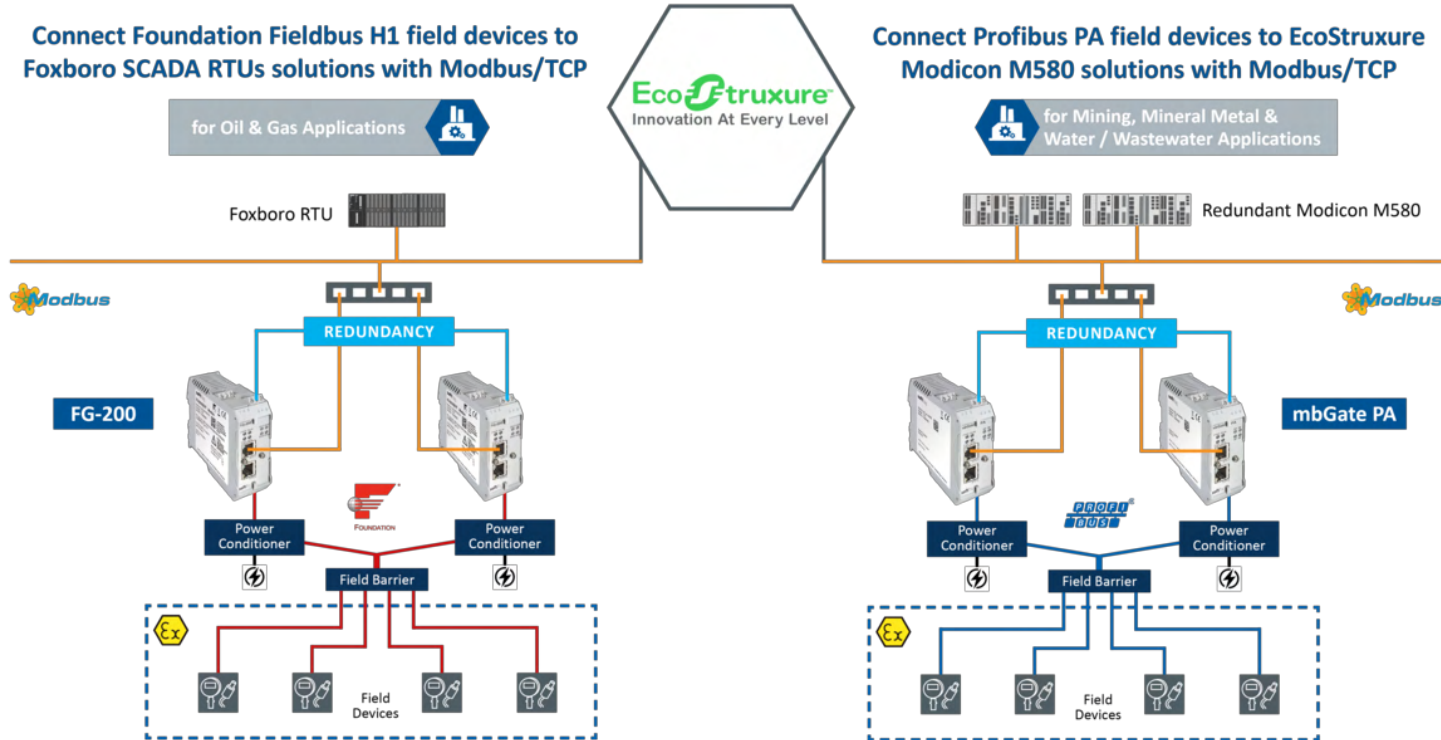 Connect Foundation Fieldbus H1 field devices to
Foxboro SCADA RTUs solutions with Modbus/TCP
for Oil & Gas Applications
EcoStruxure™
Innovation At Every Level
Connect Profibus PA field devices to EcoStruxure
Modicon M580 solutions with Modbus/TCP
for Mining, Mineral Metal &
Water / Wastewater Applications
Foxboro RTU
Redundant Modicon M580
Modbus
Modbus
REDUNDANCY
REDUNDANCY
FG-200
mbGate PA
FOUNDATION
PROFI
BUS
®
Power
Conditioner
Power
Conditioner
Power
Conditioner
Power
Conditioner
Field Barrier
Field Barrier
Ex
Ex
Field
Devices
Field
Devices